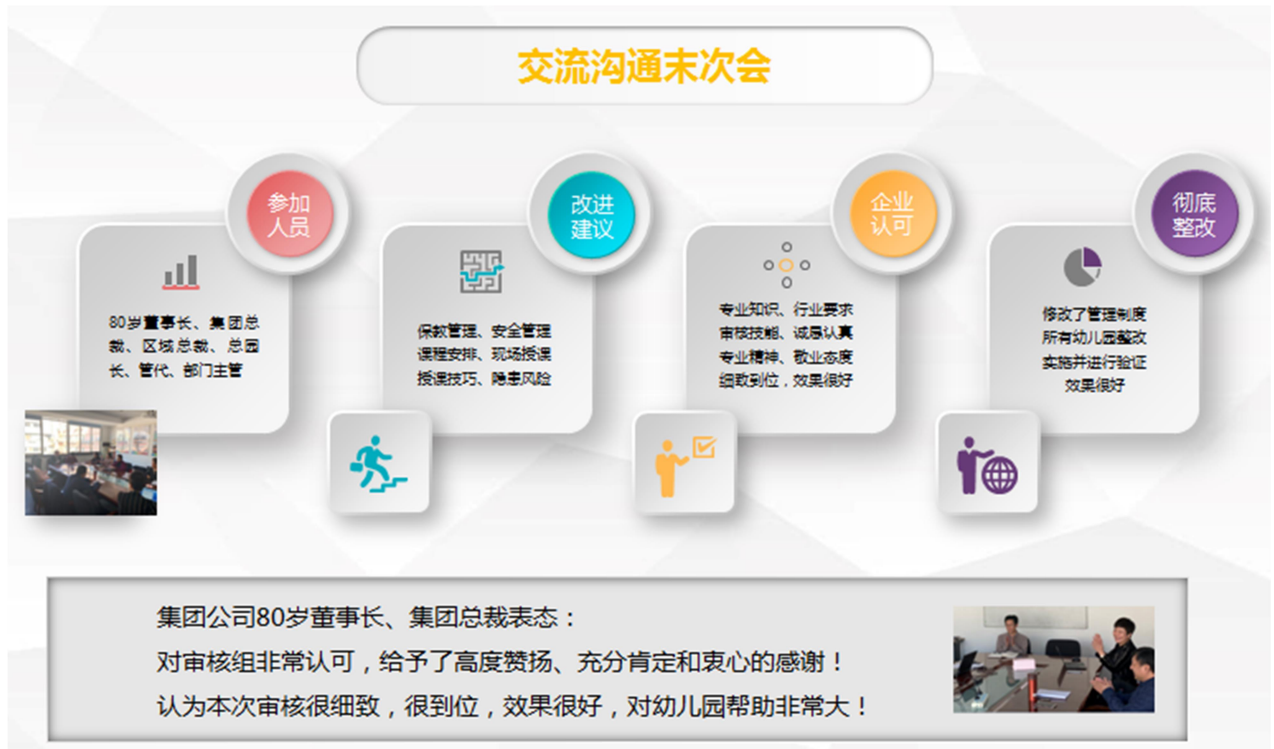 交流沟通末次会
参加
人员
80岁董事长、集团总
裁、区域总裁、总园
长、管代、部门主管
改进
建议
保教管理、安全管理
课程安排、现场授课
授课技巧、隐患风险
企业
认可
专业知识、行业要求
审核技能、诚恳认真
专业精神、敬业态度
细致到位，效果很好
彻底
整改
修改了管理制度
所有幼儿园整改
实施并进行验证
效果很好
集团公司80岁董事长、集团总裁表态：
对审核组非常认可，给予了高度赞扬、充分肯定和衷心的感谢！
认为本次审核很细致，很到位，效果很好，对幼儿园帮助非常大！